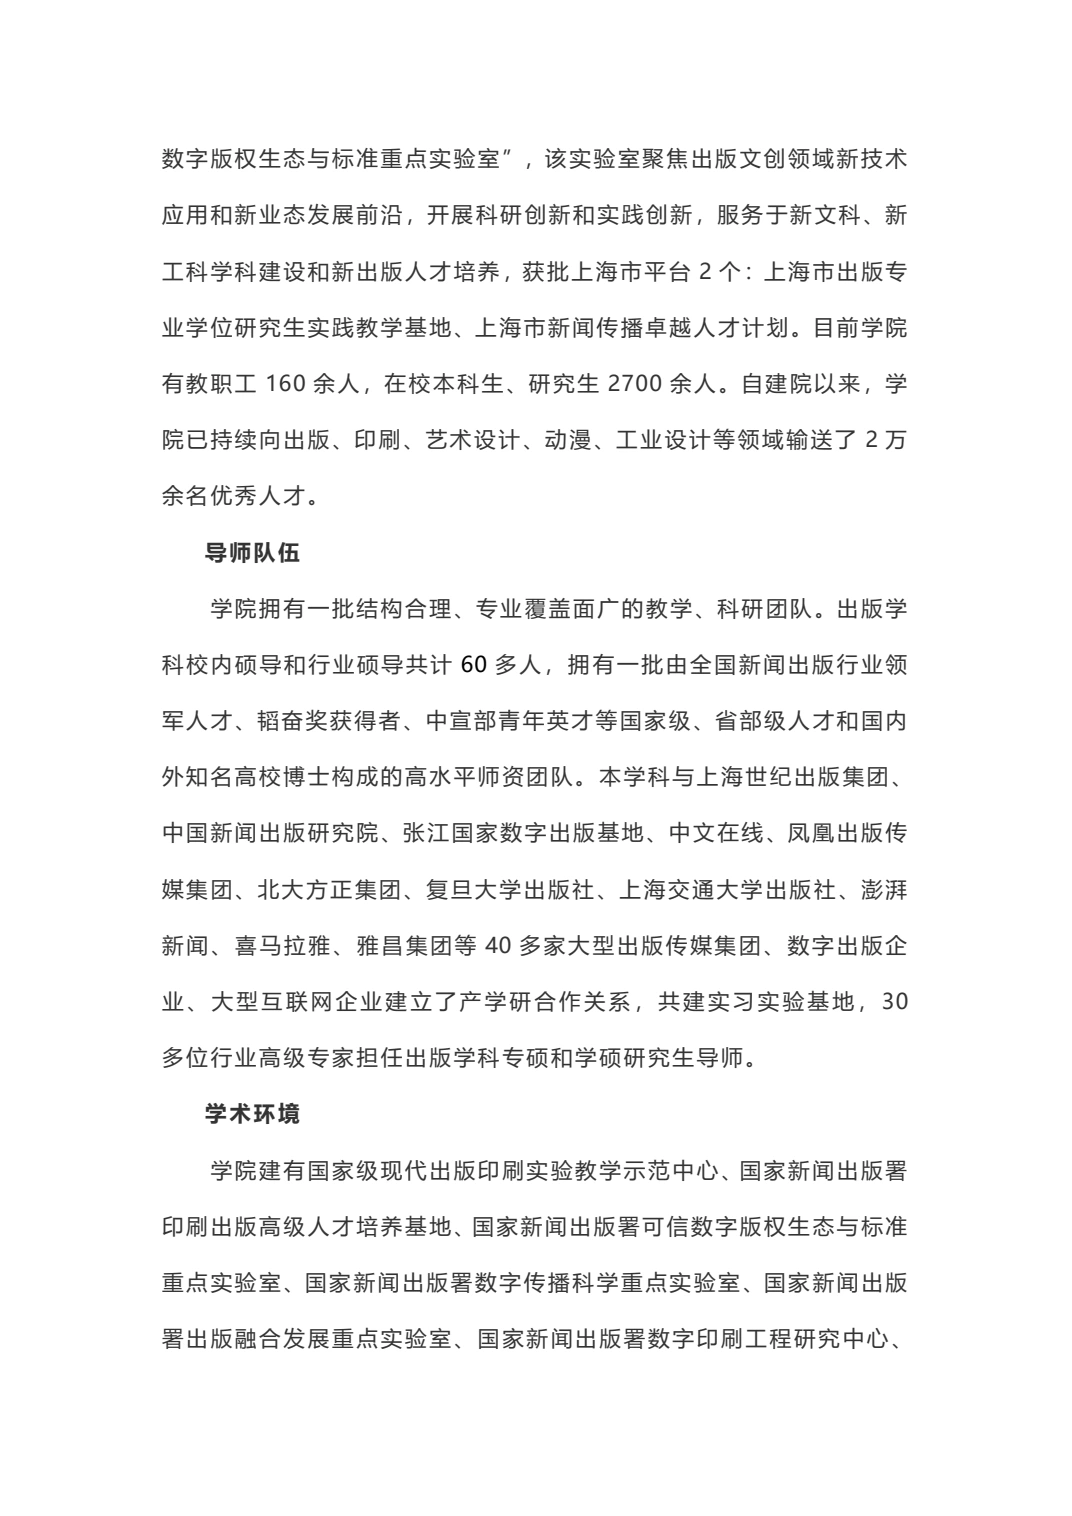 数字版权生态与标准重点实验室”，该实验室聚焦出版文创领域新技术
应用和新业态发展前沿，开展科研创新和实践创新，服务于新文科、新
工科学科建设和新出版人才培养，获批上海市平台 2 个：上海市出版专
业学位研究生实践教学基地、上海市新闻传播卓越人才计划。目前学院
有教职工 160 余人，在校本科生、研究生 2700 余人。自建院以来，学
院已持续向出版、印刷、艺术设计、动漫、工业设计等领域输送了 2 万
余名优秀人才。
导师队伍
学院拥有一批结构合理、专业覆盖面广的教学、科研团队。出版学
科校内硕导和行业硕导共计 60 多人，拥有一批由全国新闻出版行业领
军人才、韬奋奖获得者、中宣部青年英才等国家级、省部级人才和国内
外知名高校博士构成的高水平师资团队。本学科与上海世纪出版集团、
中国新闻出版研究院、张江国家数字出版基地、中文在线、凤凰出版传
媒集团、北大方正集团、复旦大学出版社、上海交通大学出版社、澎湃
新闻、喜马拉雅、雅昌集团等 40 多家大型出版传媒集团、数字出版企
业、大型互联网企业建立了产学研合作关系，共建实习实验基地，30
多位行业高级专家担任出版学科专硕和学硕研究生导师。
学术环境
学院建有国家级现代出版印刷实验教学示范中心、国家新闻出版署
印刷出版高级人才培养基地、国家新闻出版署可信数字版权生态与标准
重点实验室、国家新闻出版署数字传播科学重点实验室、国家新闻出版
署出版融合发展重点实验室、国家新闻出版署数字印刷工程研究中心、